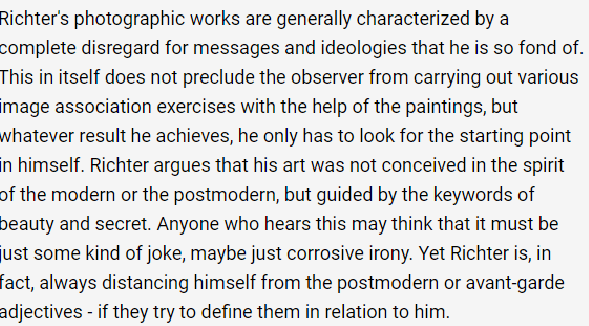 Richter's photographic works are generally characterized by a
complete disregard for messages and ideologies that he is so fond of.
This in itself does not preclude the observer from carrying out various
image association exercises with the help of the paintings, but
whatever result he achieves, he only has to look for the starting point
in himself. Richter argues that his art was not conceived in the spirit
of the modern or the postmodern, but guided by the keywords of
beauty and secret. Anyone who hears this may think that it must be
just some kind of joke, maybe just corrosive irony. Yet Richter is, in
fact, always distancing himself from the postmodern or avant-garde
adjectives - if they try to define them in relation to him.